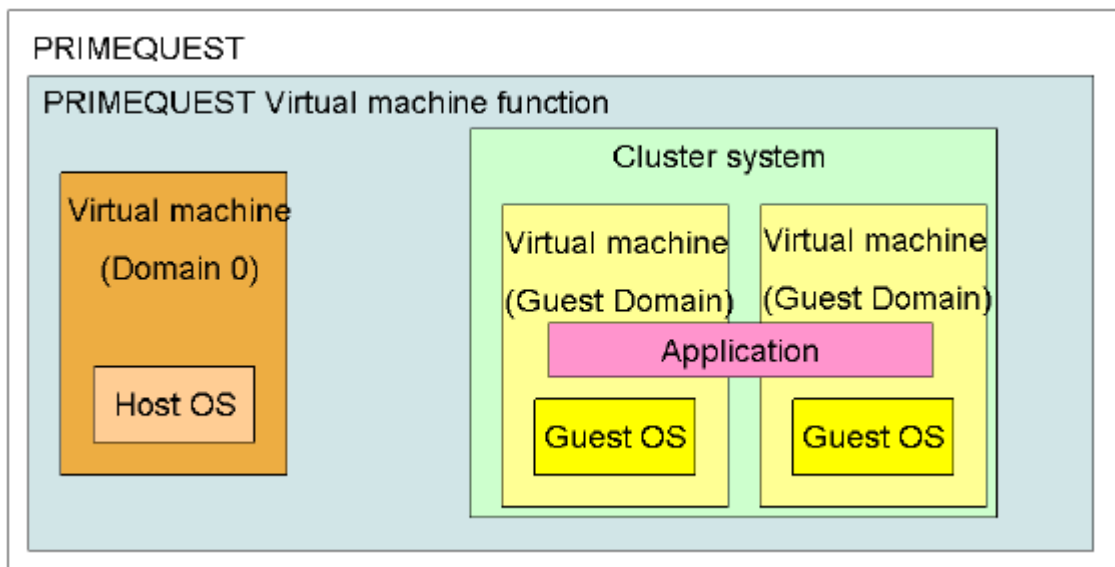 PRIMEQUEST
PRIMEQUEST Virtual machine function
Virtual machine
(Domain 0)
Host OS
Cluster system
Virtual machine
(Guest Domain)
Virtual machine
(Guest Domain)
Application
Guest OS
Guest OS